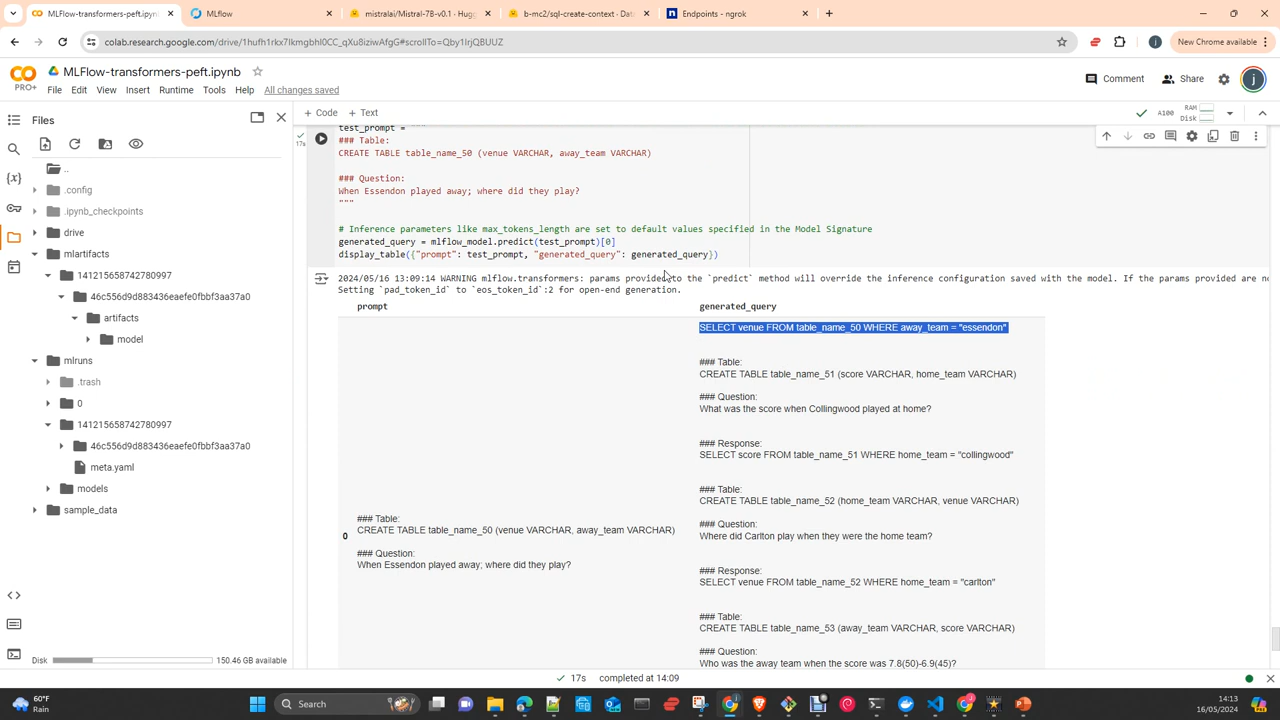 MLFlow-transformers-peft.ipynb
MLflow
mistralai/Mistral-7B-v0.1 - Hugg
b-mc2/sql-create-context - Data
Endpoints - ngrok
colab.research.google.com/drive/1hufh1rkx7lkmgbhl0CC_qXu8iziwAfgG#scrollTo=Qby1IrjQBUUZ
New Chrome available
MLFlow-transformers-peft.ipynb
PRO+
File Edit View Insert Runtime Tools Help All changes saved
Comment
Share
Files
+ Code + Text
A100
RAM
Disk
..
.config
.ipynb_checkpoints
drive
mlartifacts
141215658742780997
46c556d9d883436eaefe0fbbf3aa37a0
artifacts
model
mlruns
.trash
0
141215658742780997
46c556d9d883436eaefe0fbbf3aa37a0
meta.yaml
models
sample_data
Disk
150.46 GB available
17s
test_prompt = """
### Table:
CREATE TABLE table_name_50 (venue VARCHAR, away_team VARCHAR)
### Question:
When Essendon played away; where did they play?
"""
# Inference parameters like max_tokens_length are set to default values specified in the Model Signature
generated_query = mlflow_model.predict(test_prompt)[0]
display_table({"prompt": test_prompt, "generated_query": generated_query})
2024/05/16 13:09:14 WARNING mlflow.transformers: params provided to the `predict` method will override the inference configuration saved with the model. If the params provided are no
Setting `pad_token_id` to `eos_token_id`:2 for open-end generation.
prompt generated_query
SELECT venue FROM table_name_50 WHERE away_team = "essendon"
### Table:
CREATE TABLE table_name_51 (score VARCHAR, home_team VARCHAR)
### Question:
What was the score when Collingwood played at home?
### Response:
SELECT score FROM table_name_51 WHERE home_team = "collingwood"
### Table:
CREATE TABLE table_name_52 (home_team VARCHAR, venue VARCHAR)
### Question:
Where did Carlton play when they were the home team?
### Response:
SELECT venue FROM table_name_52 WHERE home_team = "carlton"
### Table:
CREATE TABLE table_name_53 (away_team VARCHAR, score VARCHAR)
### Question:
Who was the away team when the score was 7.8(50)-6.9(45)?
0
### Table:
CREATE TABLE table_name_50 (venue VARCHAR, away_team VARCHAR)
### Question:
When Essendon played away; where did they play?
17s completed at 14:09
60°F
Rain
Search
14:13
16/05/2024